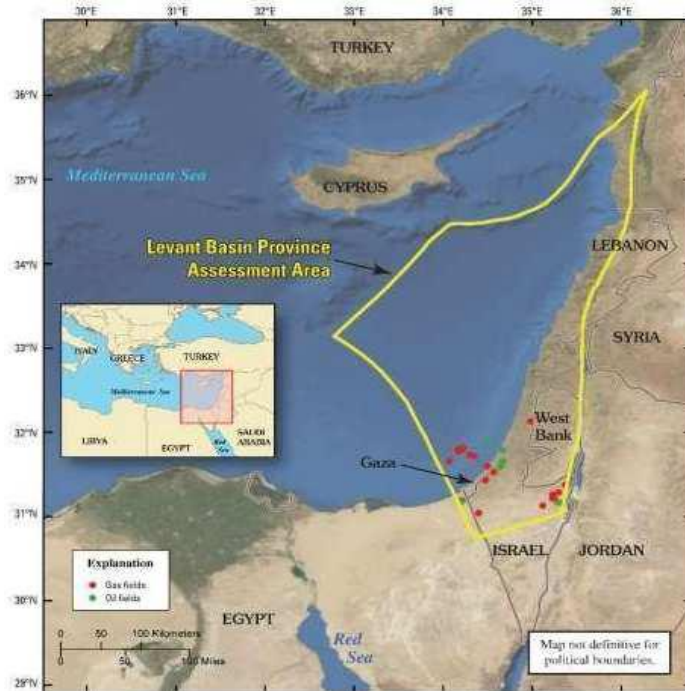 30°E 31°E 32°E 33°E 34°E 35°E 36°E
TURKEY
36°N
Mediterranean Sea
35°N
CYPRUS
Levant Basin Province
Assessment Area
34°N
LEBANON
33°N
SYRIA
ITALY
GREECE
TURKEY
Mediterranean Sea
LIBYA
EGYPT
Red
Sea
SAUDI
ARABIA
32°N
West
Bank
Gaza
31°N
ISRAEL
JORDAN
Explanation
Gas fields
Oil fields
30°N
EGYPT
0 50 100 Kilometers
0 50 100 Miles
Red
Sea
Map not definitive for
political boundaries.
29°N